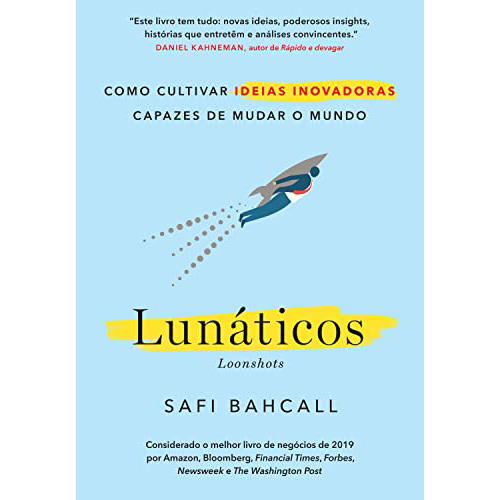 “Este livro tem tudo: novas ideias, poderosos insights,
histórias que entretêm e análises convincentes.”
DANIEL KAHNEMAN, autor de Rápido e devagar
COMO CULTIVAR IDEIAS INOVADORAS
CAPAZES DE MUDAR O MUNDO
Lunáticos
Loonshots
SAFI BAHCALL
Considerado o melhor livro de negócios de 2019
por Amazon, Bloomberg, Financial Times, Forbes,
Newsweek e The Washington Post